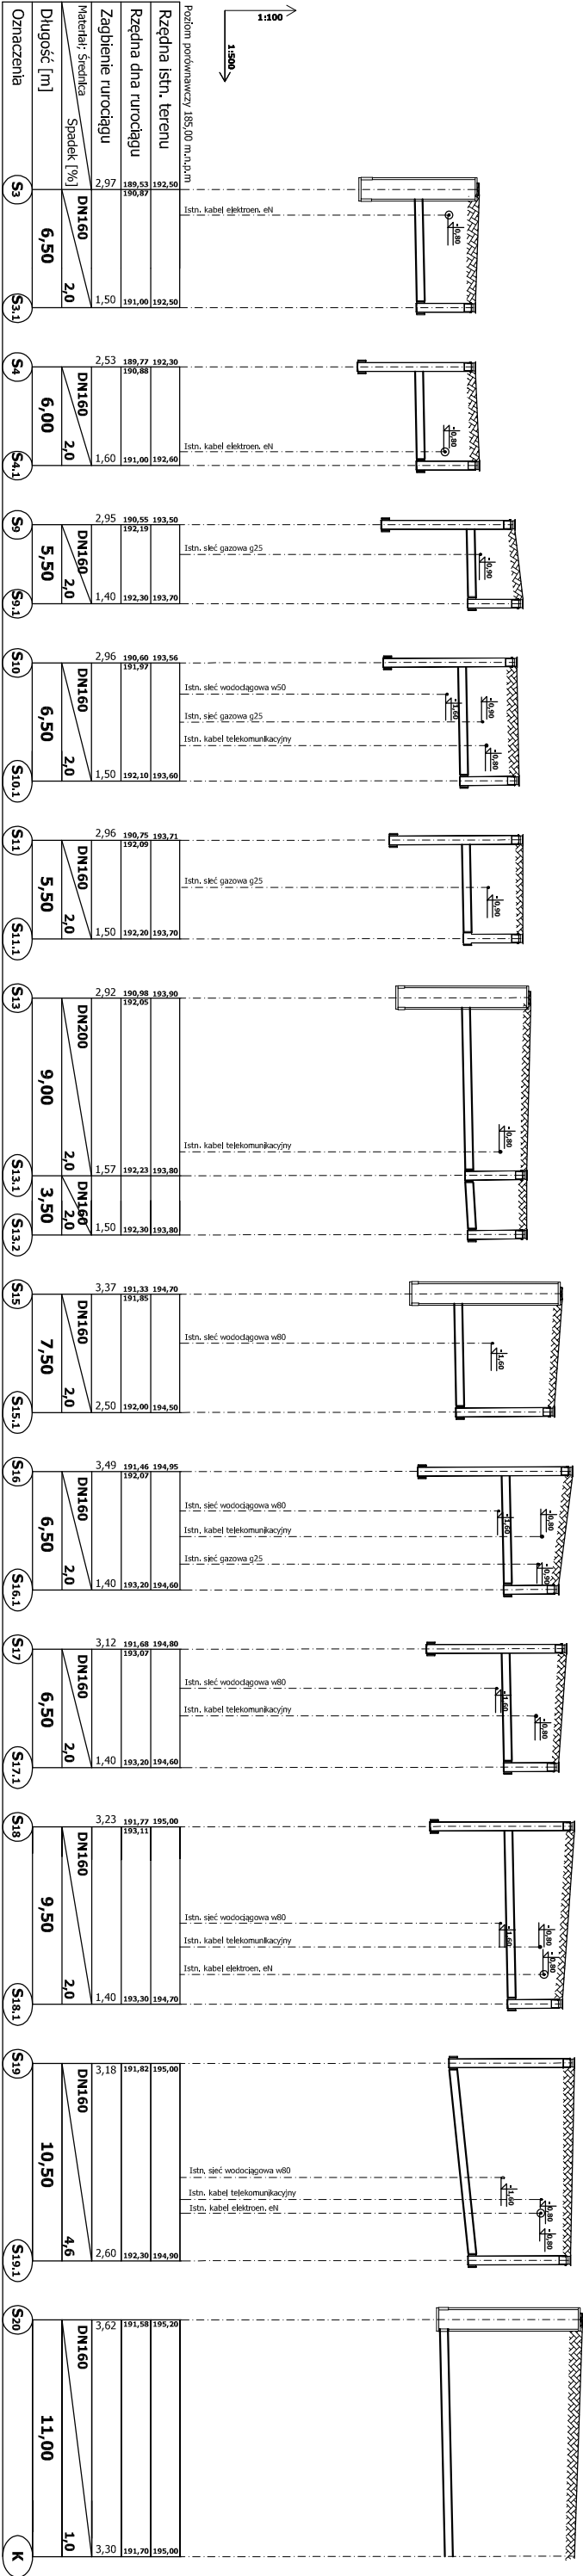 1:100
1:500
Poziom porównawczy 185,00 m.n.p.m
Rzędna istn. terenu
Rzędna dna rurociągu
Zagbienie rurociągu
Materiał; Średnica
Spadek [%]
Długość [m]
Oznaczenia
Istn. kabel elektroen. eN
-0,80
192,50 192,50
189,53 190,87 191,00
2,97 1,50
DN160 2,0
6,50
S3 S3.1
Istn. kabel elektroen. eN
-0,80
192,30 192,60
189,77 190,88 191,00
2,53 1,60
DN160 2,0
6,00
S4 S4.1
Istn. sieć gazowa g25
-0,90
193,50 193,70
190,55 192,19 192,30
2,95 1,40
DN160 2,0
5,50
S9 S9.1
Istn. sieć wodociągowa w50
Istn. sieć gazowa g25
Istn. kabel telekomunikacyjny
-1,60 -0,90 -0,80
193,56 193,60
190,60 191,97 192,10
2,96 1,50
DN160 2,0
6,50
S10 S10.1
Istn. sieć gazowa g25
-0,90
193,71 193,70
190,75 192,09 192,20
2,96 1,50
DN160 2,0
5,50
S11 S11.1
Istn. kabel telekomunikacyjny
-0,80
193,90 193,80 193,80
190,98 192,05 192,23 192,30
2,92 1,57 1,50
DN200 2,0 DN160 2,0
9,00 3,50
S13 S13.1 S13.2
Istn. sieć wodociągowa w80
-1,60
194,70 194,50
191,33 191,85 192,00
3,37 2,50
DN160 2,0
7,50
S15 S15.1
Istn. sieć wodociągowa w80
Istn. kabel telekomunikacyjny
Istn. sieć gazowa g25
-1,60 -0,80 -0,90
194,95 194,60
191,46 192,07 193,20
3,49 1,40
DN160 2,0
6,50
S16 S16.1
Istn. sieć wodociągowa w80
Istn. kabel telekomunikacyjny
-1,60 -0,80
194,80 194,60
191,68 193,07 193,20
3,12 1,40
DN160 2,0
6,50
S17 S17.1
Istn. sieć wodociągowa w80
Istn. kabel telekomunikacyjny
Istn. kabel elektroen. eN
-1,60 -0,80 -0,80
195,00 194,70
191,77 193,11 193,30
3,23 1,40
DN160 2,0
9,50
S18 S18.1
Istn. sieć wodociągowa w80
Istn. kabel telekomunikacyjny
Istn. kabel elektroen. eN
-1,60 -0,80 -0,80
195,00 194,90
191,82 192,30
3,18 2,60
DN160 4,6
10,50
S19 S19.1
195,20 195,00
191,58 191,70
3,62 3,30
DN160 1,0
11,00
S20 K